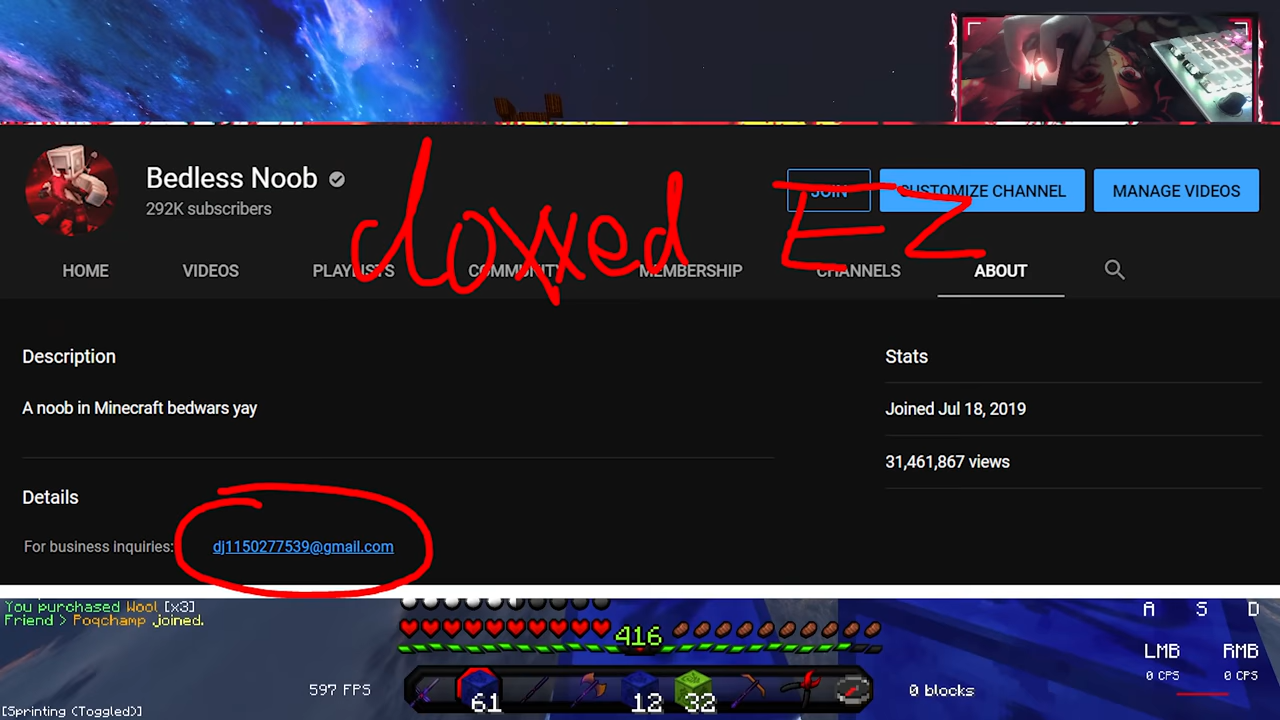 Bedless Noob
292K subscribers
JOIN
CUSTOMIZE CHANNEL
MANAGE VIDEOS
doxxed EZ
HOME
VIDEOS
PLAYLISTS
COMMUNITY
MEMBERSHIP
CHANNELS
ABOUT
Description
A noob in Minecraft bedwars yay
Stats
Joined Jul 18, 2019
31,461,867 views
Details
For business inquiries: dj1150277539@gmail.com
You purchased Wool [x3]
Friend > Poqchamp joined.
416
A S D
LMB RMB
0 CPS 0 CPS
597 FPS
61 12 32
0 blocks
[Sprinting (Toggled)]